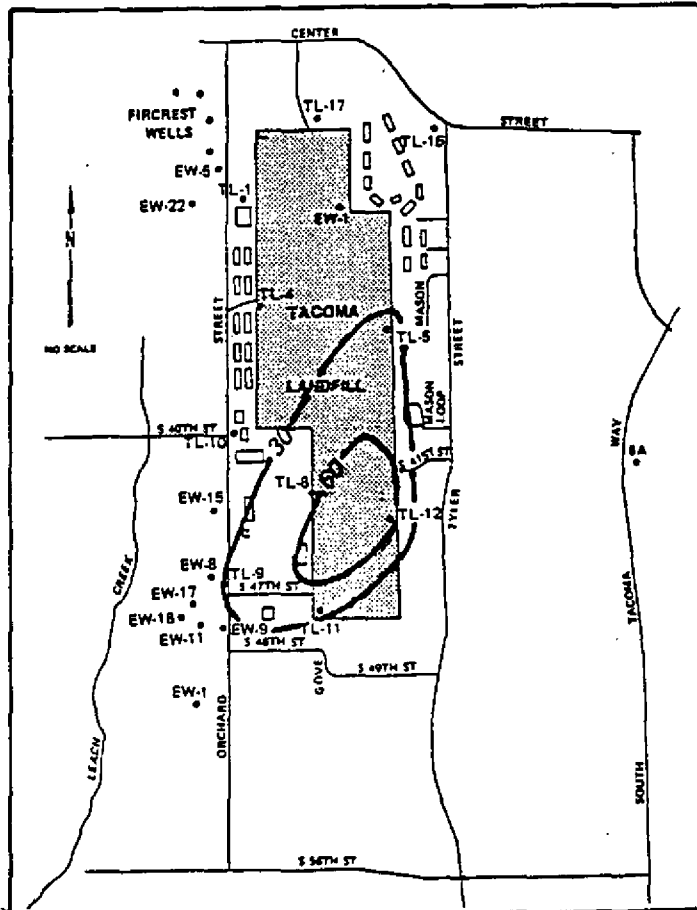 CENTER
FIRCREST
WELLS
TL-17
STREET
TL-16
EW-5
TL-1
EW-22
EW-1
N
TL-4
TACOMA
MASON
STREET
STREET
NO SCALE
TL-5
LANDFILL
MASON
LOOP
WAY
S 40TH ST
TL-10
30
S 41ST ST
8A
TL-8
60
EW-15
TL-12
TYLER
EW-8
TL-9
S 47TH ST
CREEK
EW-17
EW-18
EW-11
EW-9
TL-11
TACOMA
S 48TH ST
GOVE
S 49TH ST
EW-1
ORCHARD
LEACH
SOUTH
S 56TH ST